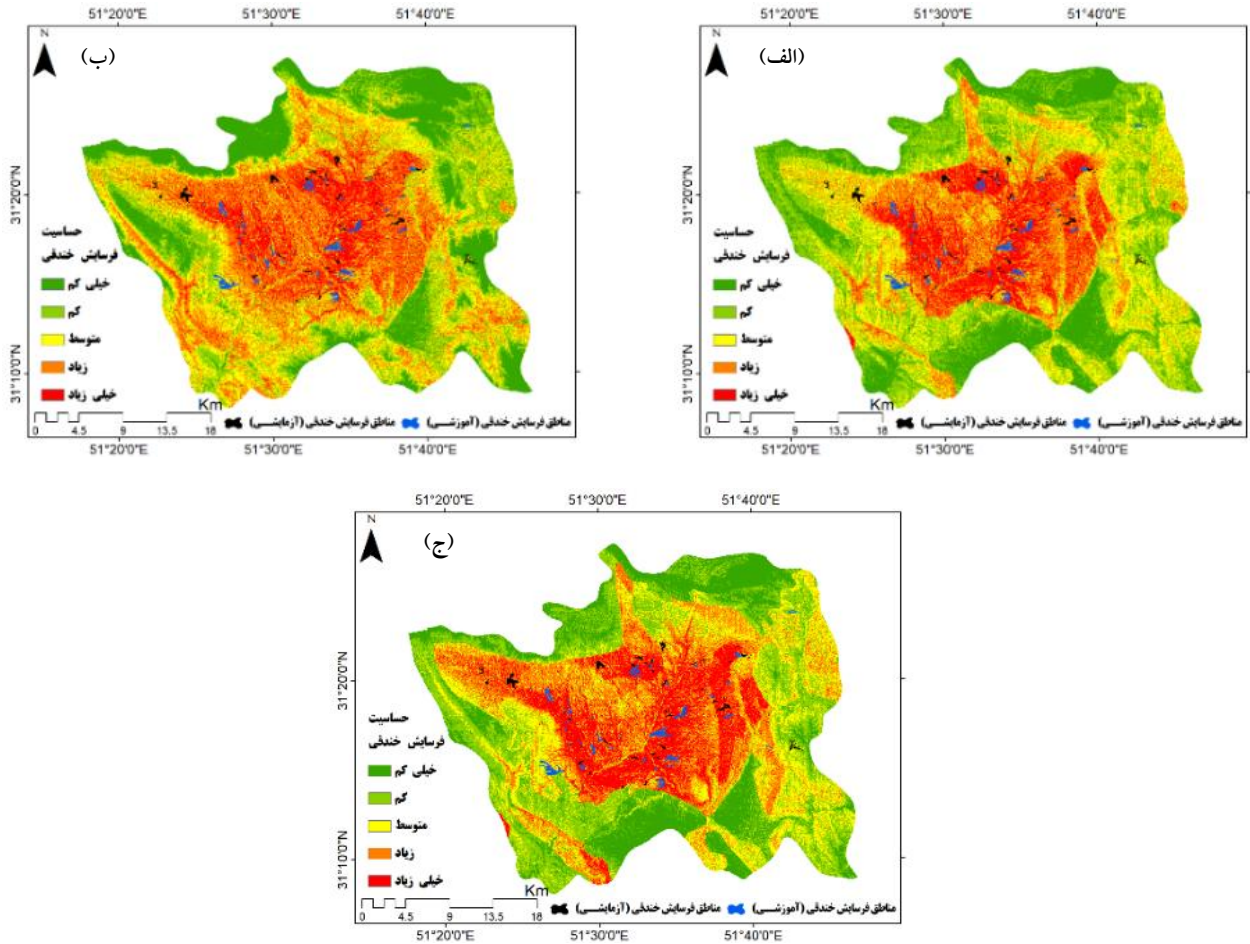 51°20'0"E 51°30'0"E 51°40'0"E
N
(الف)
31°20'0"N
31°10'0"N
حساسیت
فرسایش خندقی
خیلی کم
کم
متوسط
زیاد
خیلی زیاد
Km
0 4.5 9 13.5 18
مناطق فرسایش خندقی (آموزشی) مناطق فرسایش خندقی (آزمایشی)
51°20'0"E 51°30'0"E 51°40'0"E
51°20'0"E 51°30'0"E 51°40'0"E
N
(ب)
31°20'0"N
31°10'0"N
حساسیت
فرسایش خندقی
خیلی کم
کم
متوسط
زیاد
خیلی زیاد
Km
0 4.5 9 13.5 18
مناطق فرسایش خندقی (آموزشی) مناطق فرسایش خندقی (آزمایشی)
51°20'0"E 51°30'0"E 51°40'0"E
51°20'0"E 51°30'0"E 51°40'0"E
N
(ج)
31°20'0"N
31°10'0"N
حساسیت
فرسایش خندقی
خیلی کم
کم
متوسط
زیاد
خیلی زیاد
Km
0 4.5 9 13.5 18
مناطق فرسایش خندقی (آموزشی) مناطق فرسایش خندقی (آزمایشی)
51°20'0"E 51°30'0"E 51°40'0"E